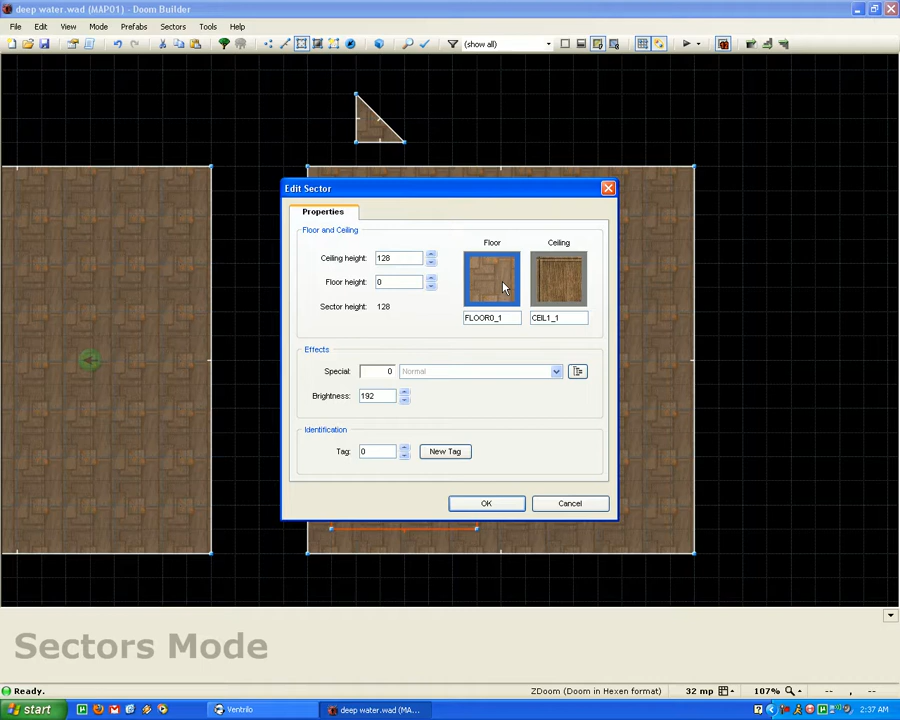 deep water.wad (MAP01) - Doom Builder
File Edit View Mode Prefabs Sectors Tools Help
(show all)
Edit Sector
Properties
Floor and Ceiling
Floor Ceiling
Ceiling height: 128
Floor height: 0
Sector height: 128
FLOOR0_1 CEIL1_1
Effects
Special: 0 Normal
Brightness: 192
Identification
Tag: 0 New Tag
OK Cancel
Sectors Mode
Ready. ZDoom (Doom in Hexen format) 32 mp 107% -- , --
start Ventrilo deep water.wad (MA... 2:37 AM